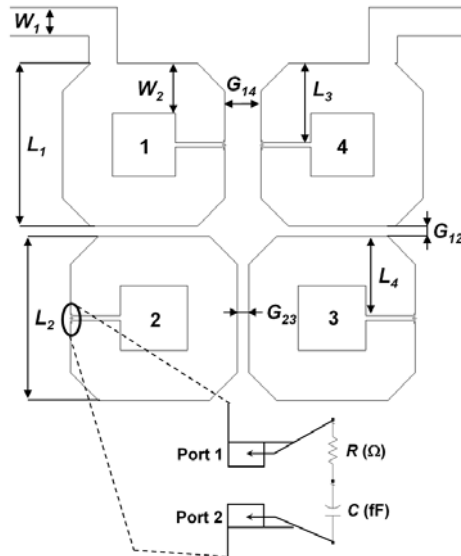 W1
W2
G14
L3
L1
1
4
G12
L2
2
3
G23
L4
Port 1
R (Ω)
Port 2
C (fF)